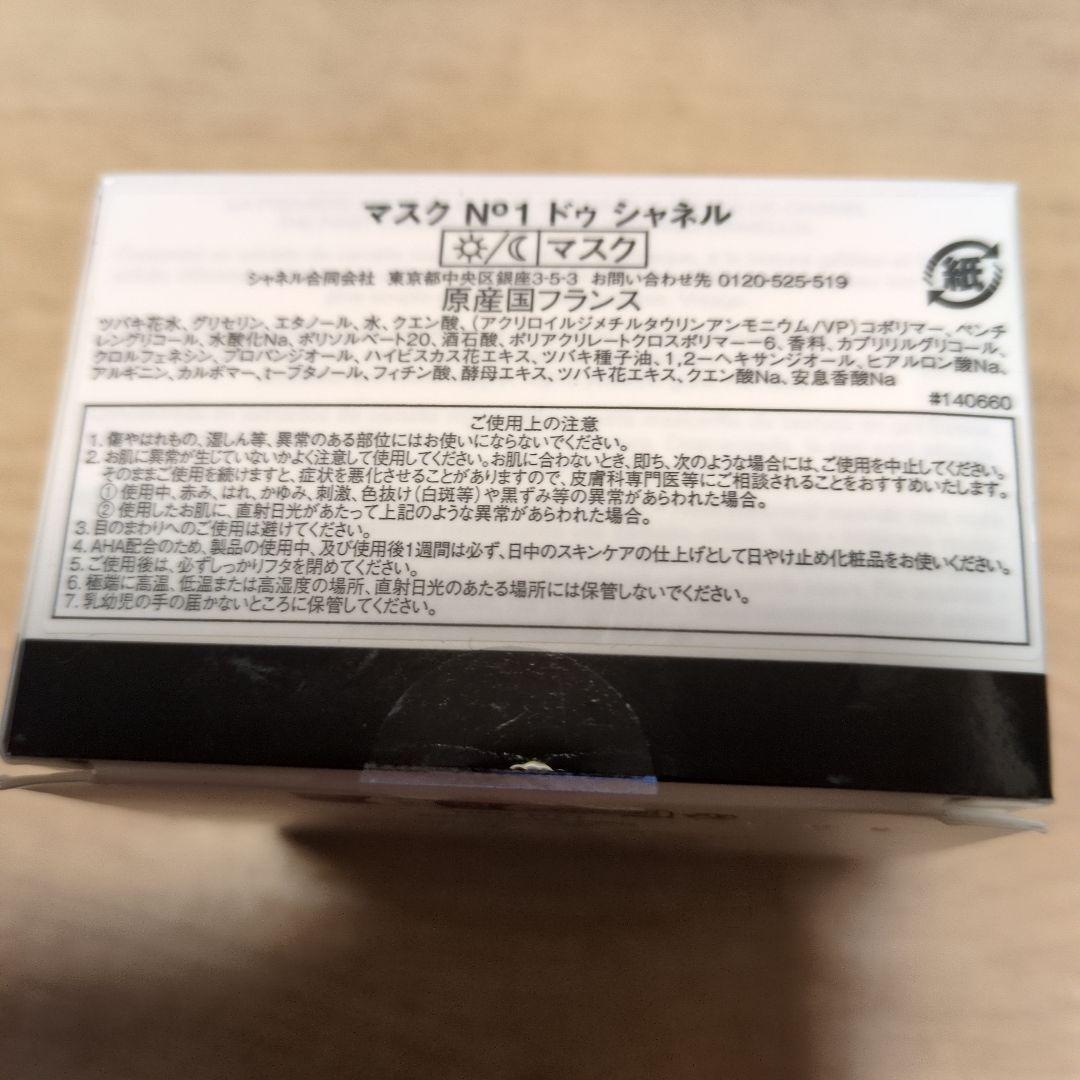 マスク Nº1 ドゥ シャネル
マスク
紙
シャネル合同会社 東京都中央区銀座3-5-3 お問い合わせ先 0120-525-519
原産国フランス
ツバキ花水、グリセリン、エタノール、水、クエン酸、(アクリロイルジメチルタウリンアンモニウム/VP)コポリマー、ペンチ
レングリコール、水酸化Na、ポリソルベート20、酒石酸、ポリアクリレートクロスポリマー-6、香料、カプリリルグリコール、
クロルフェネシン、プロパンジオール、ハイビスカス花エキス、ツバキ種子油、1,2-ヘキサンジオール、ヒアルロン酸Na、
アルギニン、カルボマー、t-ブタノール、フィチン酸、酵母エキス、ツバキ花エキス、クエン酸Na、安息香酸Na
#140660
ご使用上の注意
1. 傷やはれもの、湿しん等、異常のある部位にはお使いにならないでください。
2. お肌に異常が生じていないかよく注意して使用してください。お肌に合わないとき、即ち、次のような場合には、ご使用を中止してください。
そのままご使用を続けますと、症状を悪化させることがありますので、皮膚科専門医等にご相談されることをおすすめいたします。
① 使用中、赤み、はれ、かゆみ、刺激、色抜け(白斑等)や黒ずみ等の異常があらわれた場合。
② 使用したお肌に、直射日光があたって上記のような異常があらわれた場合。
3. 目のまわりへのご使用は避けてください。
4. AHA配合のため、製品の使用中、及び使用後1週間は必ず、日中のスキンケアの仕上げとして日やけ止め化粧品をお使いください。
5. ご使用後は、必ずしっかりフタを閉めてください。
6. 極端に高温、低温または高湿度の場所、直射日光のあたる場所には保管しないでください。
7. 乳幼児の手の届かないところに保管してください。